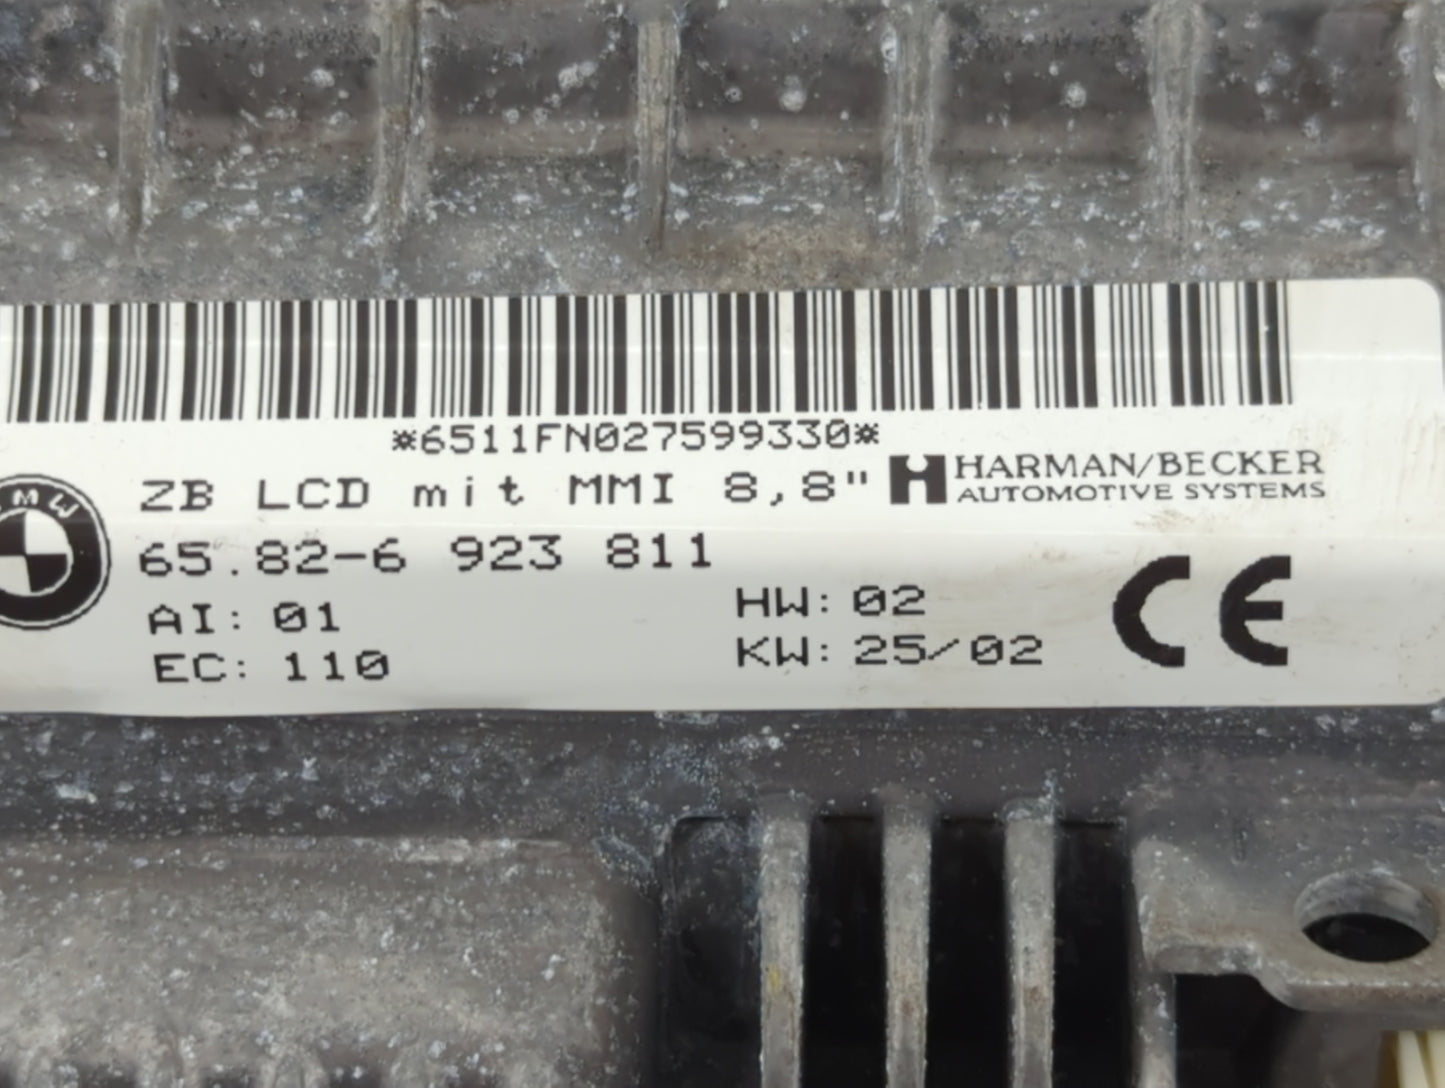 *6511FN027599330*
ZB LCD mit MMI 8,8"
HARMAN/BECKER
AUTOMOTIVE SYSTEMS
BMW
65.82-6 923 811
AI: 01
HW: 02
EC: 110
KW: 25/02
CE